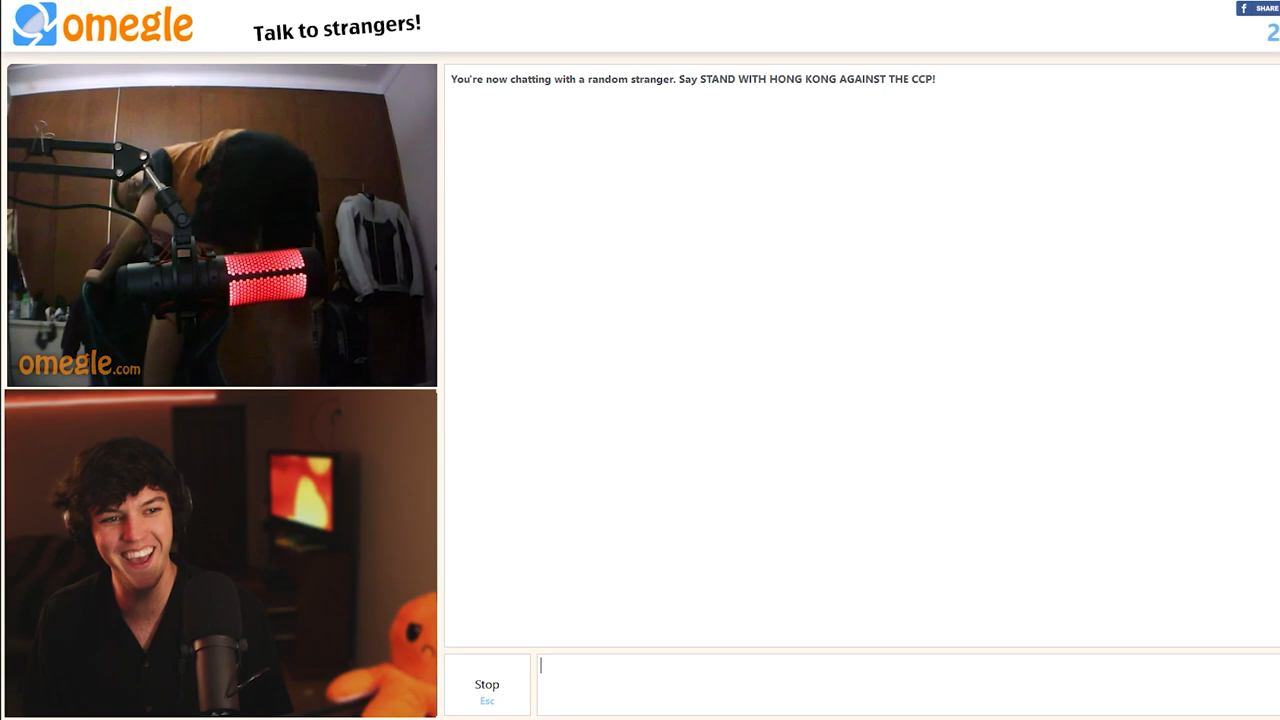 omegle
Talk to strangers!
f SHARE
2
You're now chatting with a random stranger. Say STAND WITH HONG KONG AGAINST THE CCP!
omegle.com
Stop
Esc